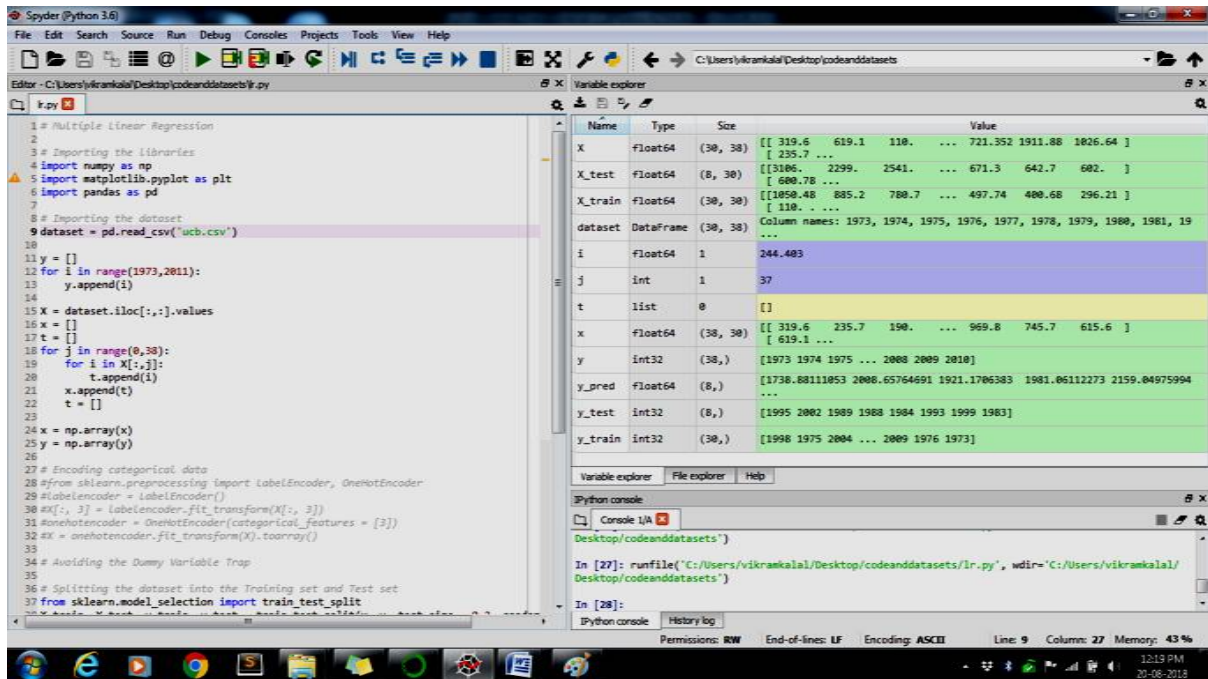 Spyder (Python 3.6)
File Edit Search Source Run Debug Consoles Projects Tools View Help
C:\Users\vikramkalal\Desktop\codeanddatasets
Editor - C:\Users\vikramkalal\Desktop\codeanddatasets\lr.py
lr.py
1 # Multiple Linear Regression
2
3 # Importing the libraries
4 import numpy as np
5 import matplotlib.pyplot as plt
6 import pandas as pd
7
8 # Importing the dataset
9 dataset = pd.read_csv('ucb.csv')
10
11 y = []
12 for i in range(1973,2011):
13 y.append(i)
14
15 X = dataset.iloc[:,:].values
16 x = []
17 t = []
18 for j in range(0,38):
19 for i in X[:,j]:
20 t.append(i)
21 x.append(t)
22 t = []
23
24 x = np.array(x)
25 y = np.array(y)
26
27 # Encoding categorical data
28 #from sklearn.preprocessing import LabelEncoder, OneHotEncoder
29 #labelencoder = LabelEncoder()
30 #X[:, 3] = labelencoder.fit_transform(X[:, 3])
31 #onehotencoder = OneHotEncoder(categorical_features = [3])
32 #X = onehotencoder.fit_transform(X).toarray()
33
34 # Avoiding the Dummy Variable Trap
35
36 # Splitting the dataset into the Training set and Test set
37 from sklearn.model_selection import train_test_split
Variable explorer
Name Type Size Value
X float64 (30, 38) [[ 319.6 619.1 110. ... 721.352 1911.88 1026.64 ]
[ 235.7 ...
X_test float64 (8, 30) [[3106. 2299. 2541. ... 671.3 642.7 602. ]
[ 600.78 ...
X_train float64 (30, 30) [[1050.48 885.2 780.7 ... 497.74 400.68 296.21 ]
[ 110. . ...
dataset DataFrame (30, 38) Column names: 1973, 1974, 1975, 1976, 1977, 1978, 1979, 1980, 1981, 19
...
i float64 1 244.403
j int 1 37
t list 0 []
x float64 (38, 30) [[ 319.6 235.7 190. ... 969.8 745.7 615.6 ]
[ 619.1 ...
y int32 (38,) [1973 1974 1975 ... 2008 2009 2010]
y_pred float64 (8,) [1738.88111053 2008.65764691 1921.1706383 1981.06112273 2159.04975994
...
y_test int32 (8,) [1995 2002 1989 1988 1984 1993 1999 1983]
y_train int32 (30,) [1998 1975 2004 ... 2009 1976 1973]
Variable explorer File explorer Help
IPython console
Console 1/A
Desktop/codeanddatasets')
In [27]: runfile('C:/Users/vikramkalal/Desktop/codeanddatasets/lr.py', wdir='C:/Users/vikramkalal/
Desktop/codeanddatasets')
In [28]:
IPython console History log
Permissions: RW End-of-lines: LF Encoding: ASCII Line: 9 Column: 27 Memory: 43 %
12:19 PM
20-06-2018